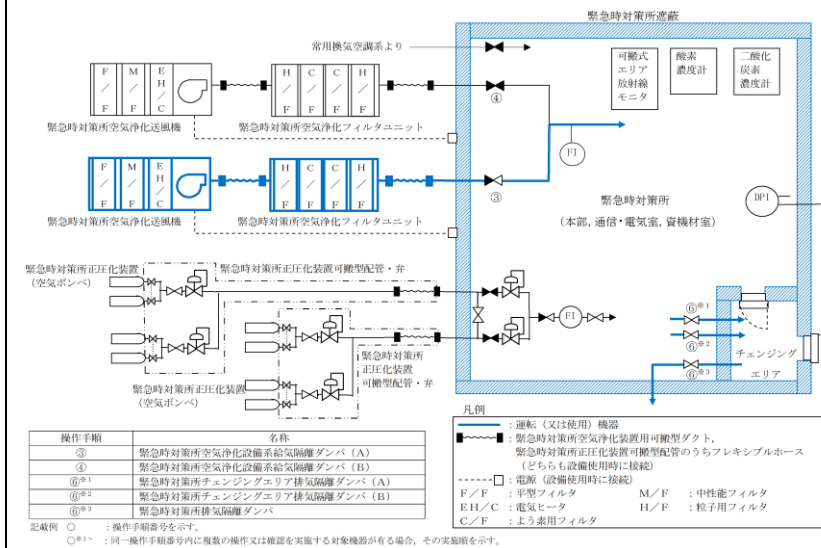 緊急時対策所遮蔽
常用換気空調系より
F/F
M/F
EH/C
H/F
C/F
C/F
H/F
④
可搬式
エリア
放射線
モニタ
酸素
濃度計
二酸化
炭素
濃度計
緊急時対策所空気浄化送風機
緊急時対策所空気浄化フィルタユニット
FI
F/F
M/F
EH/C
H/F
C/F
C/F
H/F
③
緊急時対策所
(本部,通信・電気室,資機材室)
DPI
緊急時対策所空気浄化送風機
緊急時対策所空気浄化フィルタユニット
緊急時対策所正圧化装置
(空気ボンベ)
緊急時対策所正圧化装置可搬型配管・弁
FI
⑥※1
⑥※2
⑥※3
チェンジング
エリア
緊急時対策所
正圧化装置
可搬型配管・弁
緊急時対策所正圧化装置
(空気ボンベ)
凡例
:運転(又は使用)機器
:緊急時対策所空気浄化装置用可搬型ダクト,
緊急時対策所正圧化装置可搬型配管のうちフレキシブルホース
(どちらも設備使用時に接続)
:電源(設備使用時に接続)
F/F :平型フィルタ M/F :中性能フィルタ
EH/C :電気ヒータ H/F :粒子用フィルタ
C/F :よう素用フィルタ
操作手順 名称
③ 緊急時対策所空気浄化設備系給気隔離ダンパ(A)
④ 緊急時対策所空気浄化設備系給気隔離ダンパ(B)
⑥※1 緊急時対策所チェンジングエリア排気隔離ダンパ(A)
⑥※2 緊急時対策所チェンジングエリア排気隔離ダンパ(B)
⑥※3 緊急時対策所排気隔離ダンパ
記載例 ○ :操作手順番号を示す。
○※1~ :同一操作手順番号内に複数の操作又は確認を実施する対象機器が有る場合,その実施順を示す。